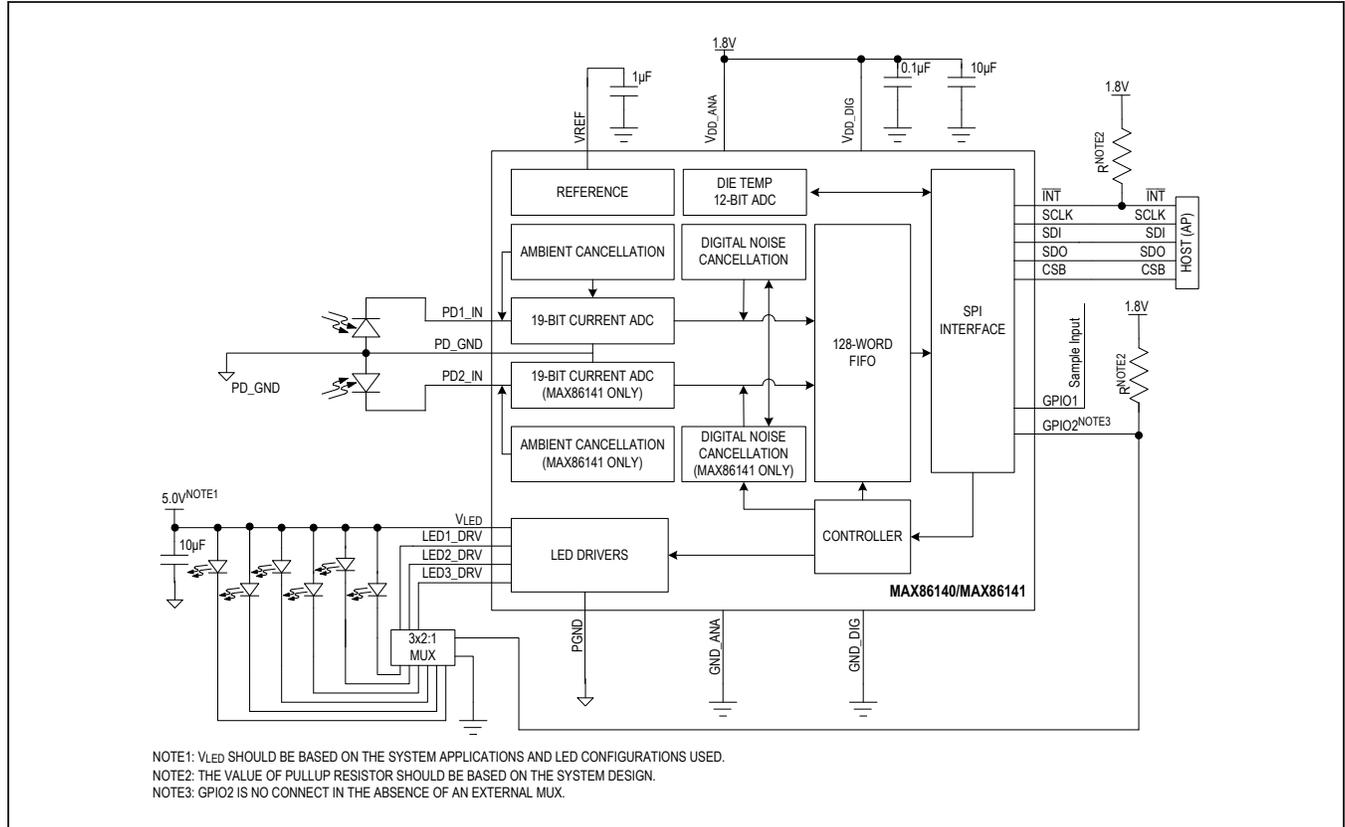 1.8V
1µF
0.1µF
10µF
VREF
VDD_ANA
VDD_DIG
1.8V
RNOTE2
REFERENCE
DIE TEMP
12-BIT ADC
INT
INT
SCLK
SCLK
SDI
SDI
SDO
SDO
CSB
CSB
HOST (AP)
AMBIENT CANCELLATION
DIGITAL NOISE
CANCELLATION
PD1_IN
19-BIT CURRENT ADC
PD_GND
PD_GND
PD2_IN
19-BIT CURRENT ADC
(MAX86141 ONLY)
128-WORD
FIFO
SPI
INTERFACE
1.8V
Sample Input
RNOTE2
GPIO1
GPIO2NOTE3
AMBIENT CANCELLATION
(MAX86141 ONLY)
DIGITAL NOISE
CANCELLATION
(MAX86141 ONLY)
5.0VNOTE1
10µF
VLED
LED1_DRV
LED2_DRV
LED3_DRV
LED DRIVERS
CONTROLLER
MAX86140/MAX86141
3x2:1
MUX
PGND
GND_ANA
GND_DIG
NOTE1: VLED SHOULD BE BASED ON THE SYSTEM APPLICATIONS AND LED CONFIGURATIONS USED.
NOTE2: THE VALUE OF PULLUP RESISTOR SHOULD BE BASED ON THE SYSTEM DESIGN.
NOTE3: GPIO2 IS NO CONNECT IN THE ABSENCE OF AN EXTERNAL MUX.